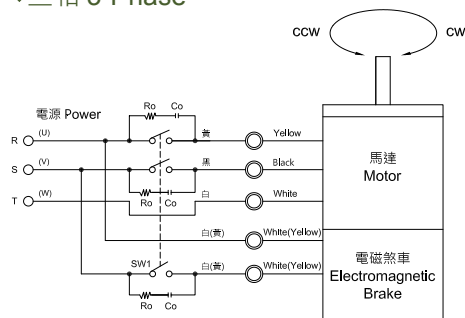 三相 3 Phase
CCW
CW
Ro Co
電源 Power
R (U) 黃 Yellow
S (V) 黑 Black
T (W) 白 White
Ro Co
馬達
Motor
白(黃) White(Yellow)
SW1 白(黃) White(Yellow)
Ro Co
電磁煞車
Electromagnetic
Brake